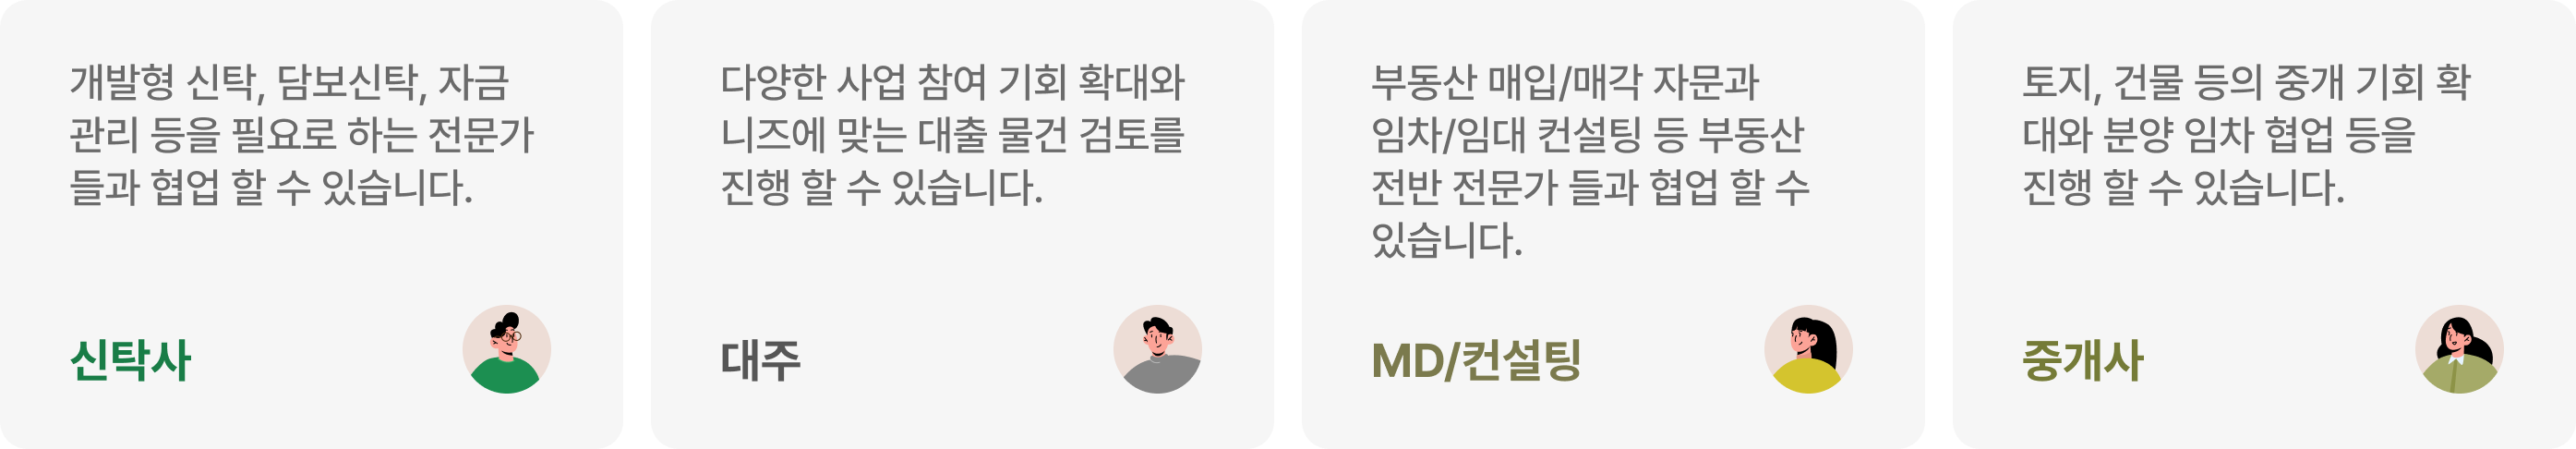 개발형 신탁, 담보신탁, 자금
관리 등을 필요로 하는 전문가
들과 협업 할 수 있습니다.
신탁사
다양한 사업 참여 기회 확대와
니즈에 맞는 대출 물건 검토를
진행 할 수 있습니다.
대주
부동산 매입/매각 자문과
임차/임대 컨설팅 등 부동산
전반 전문가 들과 협업 할 수
있습니다.
MD/컨설팅
토지, 건물 등의 중개 기회 확
대와 분양 임차 협업 등을
진행 할 수 있습니다.
중개사